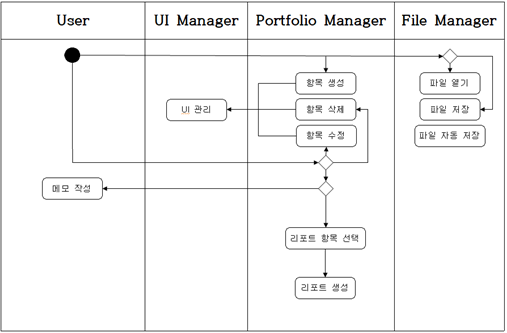 User
UI Manager
Portfolio Manager
File Manager
항목 생성
파일 열기
UI 관리
항목 삭제
파일 저장
항목 수정
파일 자동 저장
메모 작성
리포트 항목 선택
리포트 생성